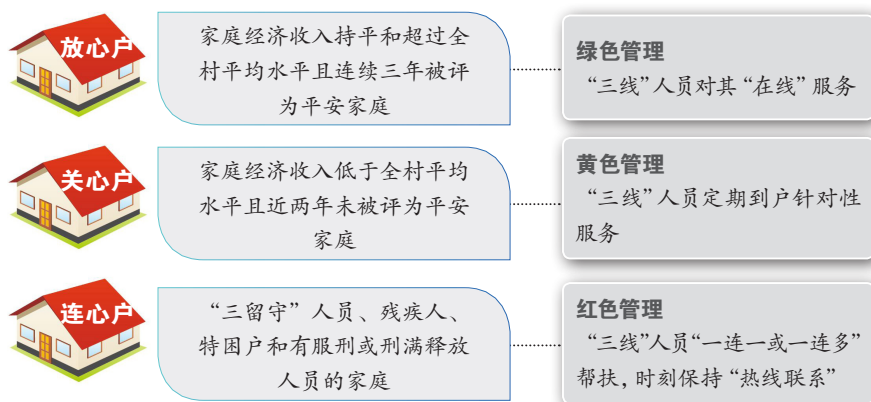 放心户
家庭经济收入持平和超过全
村平均水平且连续三年被评
为平安家庭
绿色管理
“三线”人员对其“在线”服务
关心户
家庭经济收入低于全村平均
水平且近两年未被评为平安
家庭
黄色管理
“三线”人员定期到户针对性
服务
连心户
“三留守”人员、残疾人、
特困户和有服刑或刑满释放
人员的家庭
红色管理
“三线”人员“一连一或一连多”
帮扶，时刻保持“热线联系”